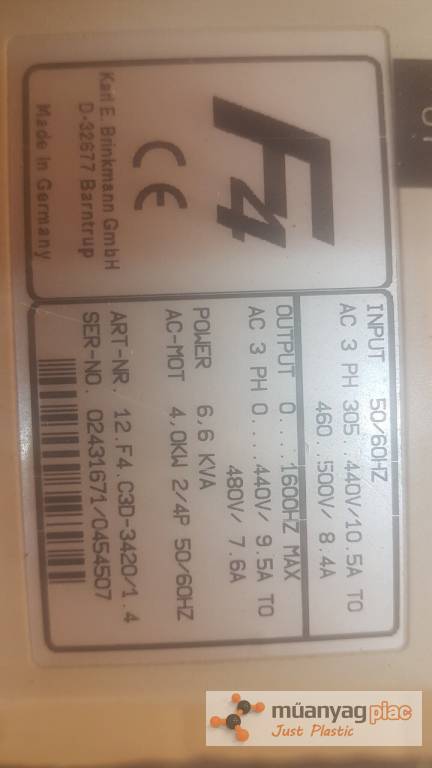 F4
CE
Karl E. Brinkmann GmbH
D-32677 Barntrup
Made in Germany
INPUT 50/60HZ
AC 3 PH 305..440V/10.5A TO
460 500V/ 8.4A
OUTPUT 0....1600HZ MAX
AC 3 PH 0....440V/ 9.5A TO
480V/ 7.6A
POWER 6,6 KVA
AC-MOT 4,0KW 2/4P 50/60HZ
ART-NR. 12.F4.C3D-3420/1.4
SER-NO. 02431671/0454507
műanyagpiac
Just Plastic